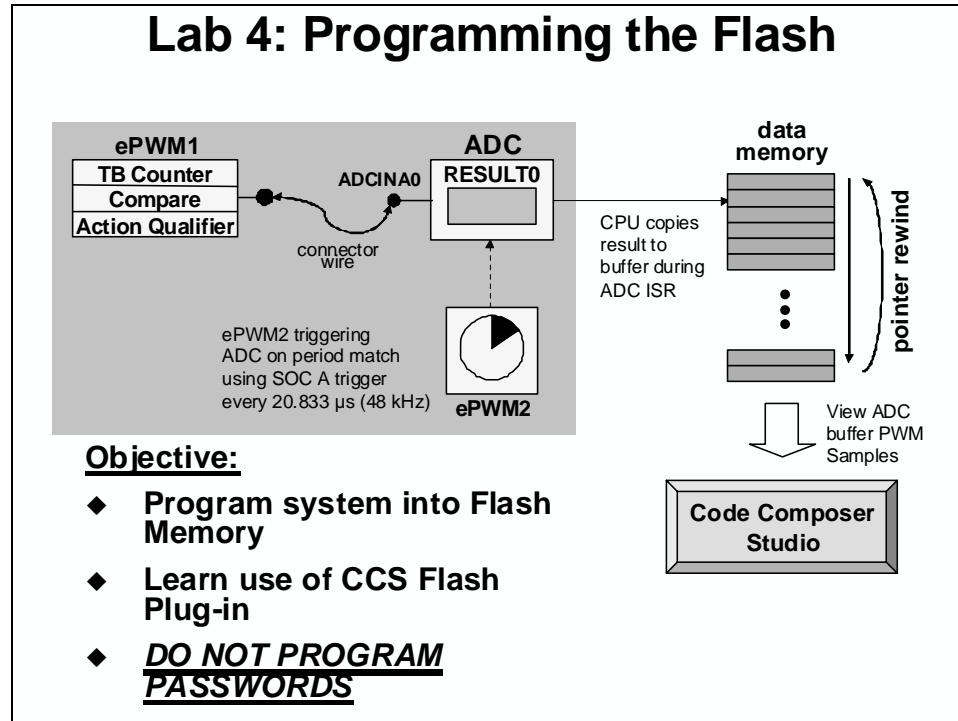 Lab 4: Programming the Flash
ePWM1
TB Counter
Compare
Action Qualifier
connector
wire
ADCINA0
ADC
RESULT0
ePWM2 triggering
ADC on period match
using SOC A trigger
every 20.833 µs (48 kHz)
ePWM2
CPU copies
result to
buffer during
ADC ISR
data
memory
pointer rewind
View ADC
buffer PWM
Samples
Code Composer
Studio
Objective:
◆ Program system into Flash
Memory
◆ Learn use of CCS Flash
Plug-in
◆ DO NOT PROGRAM
PASSWORDS